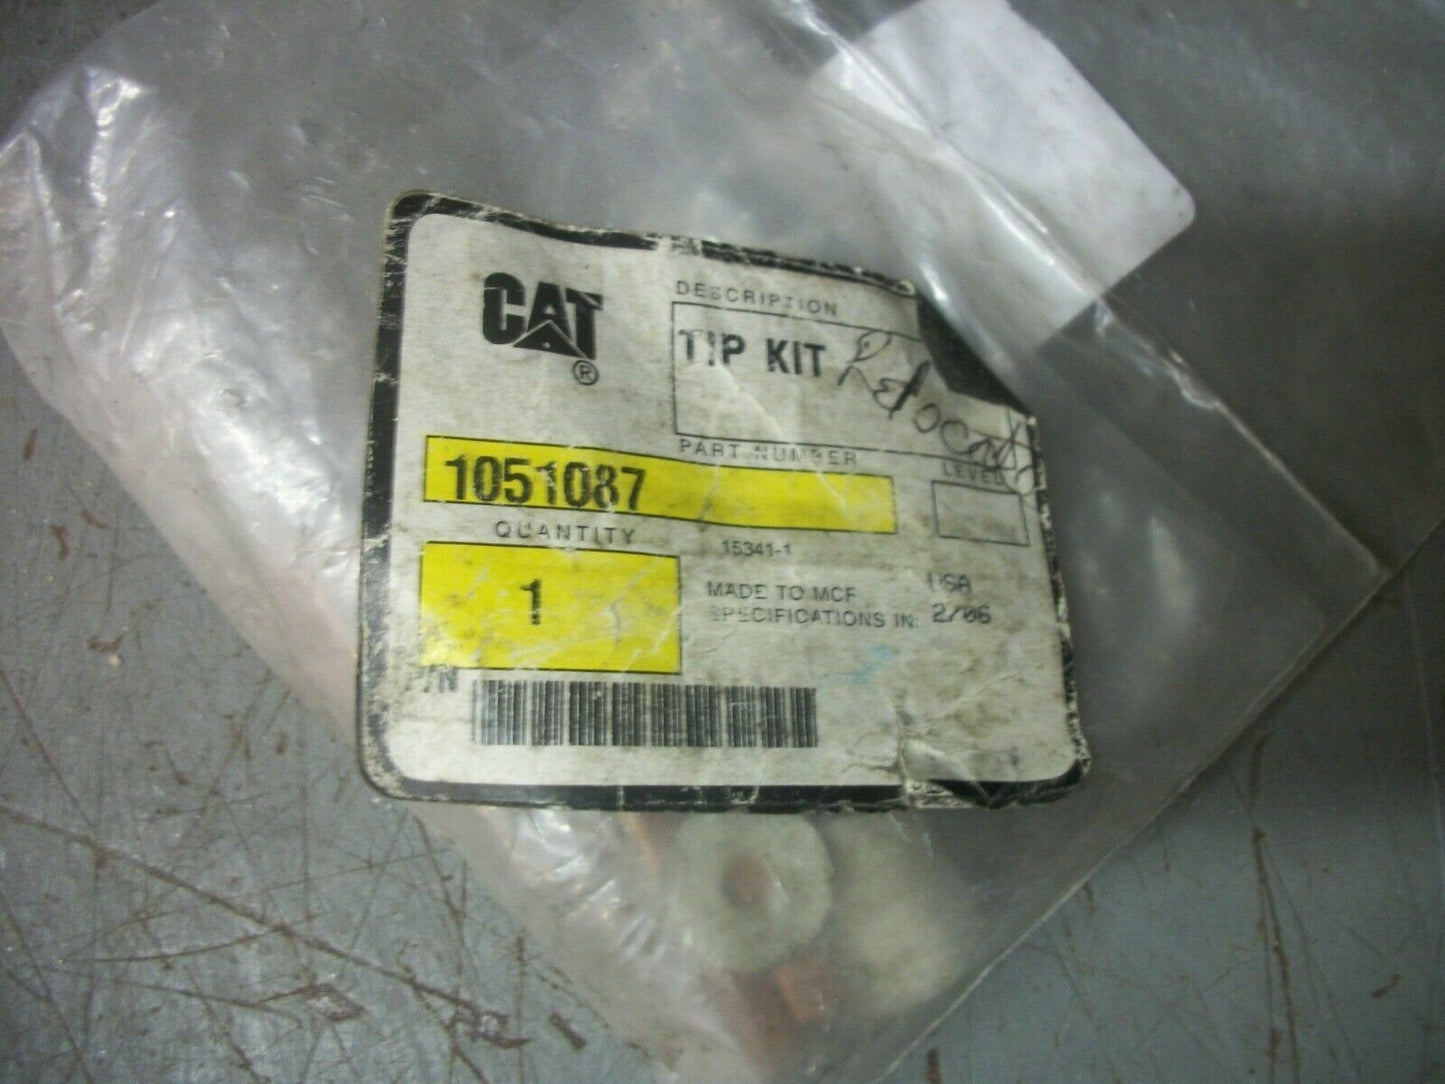 CAT
®
DESCRIPTION
TIP KIT
PART NUMBER
1051087
LEVEL
QUANTITY
1
15341-1
MADE TO MCF
SPECIFICATIONS IN:
USA
2/06
P/N